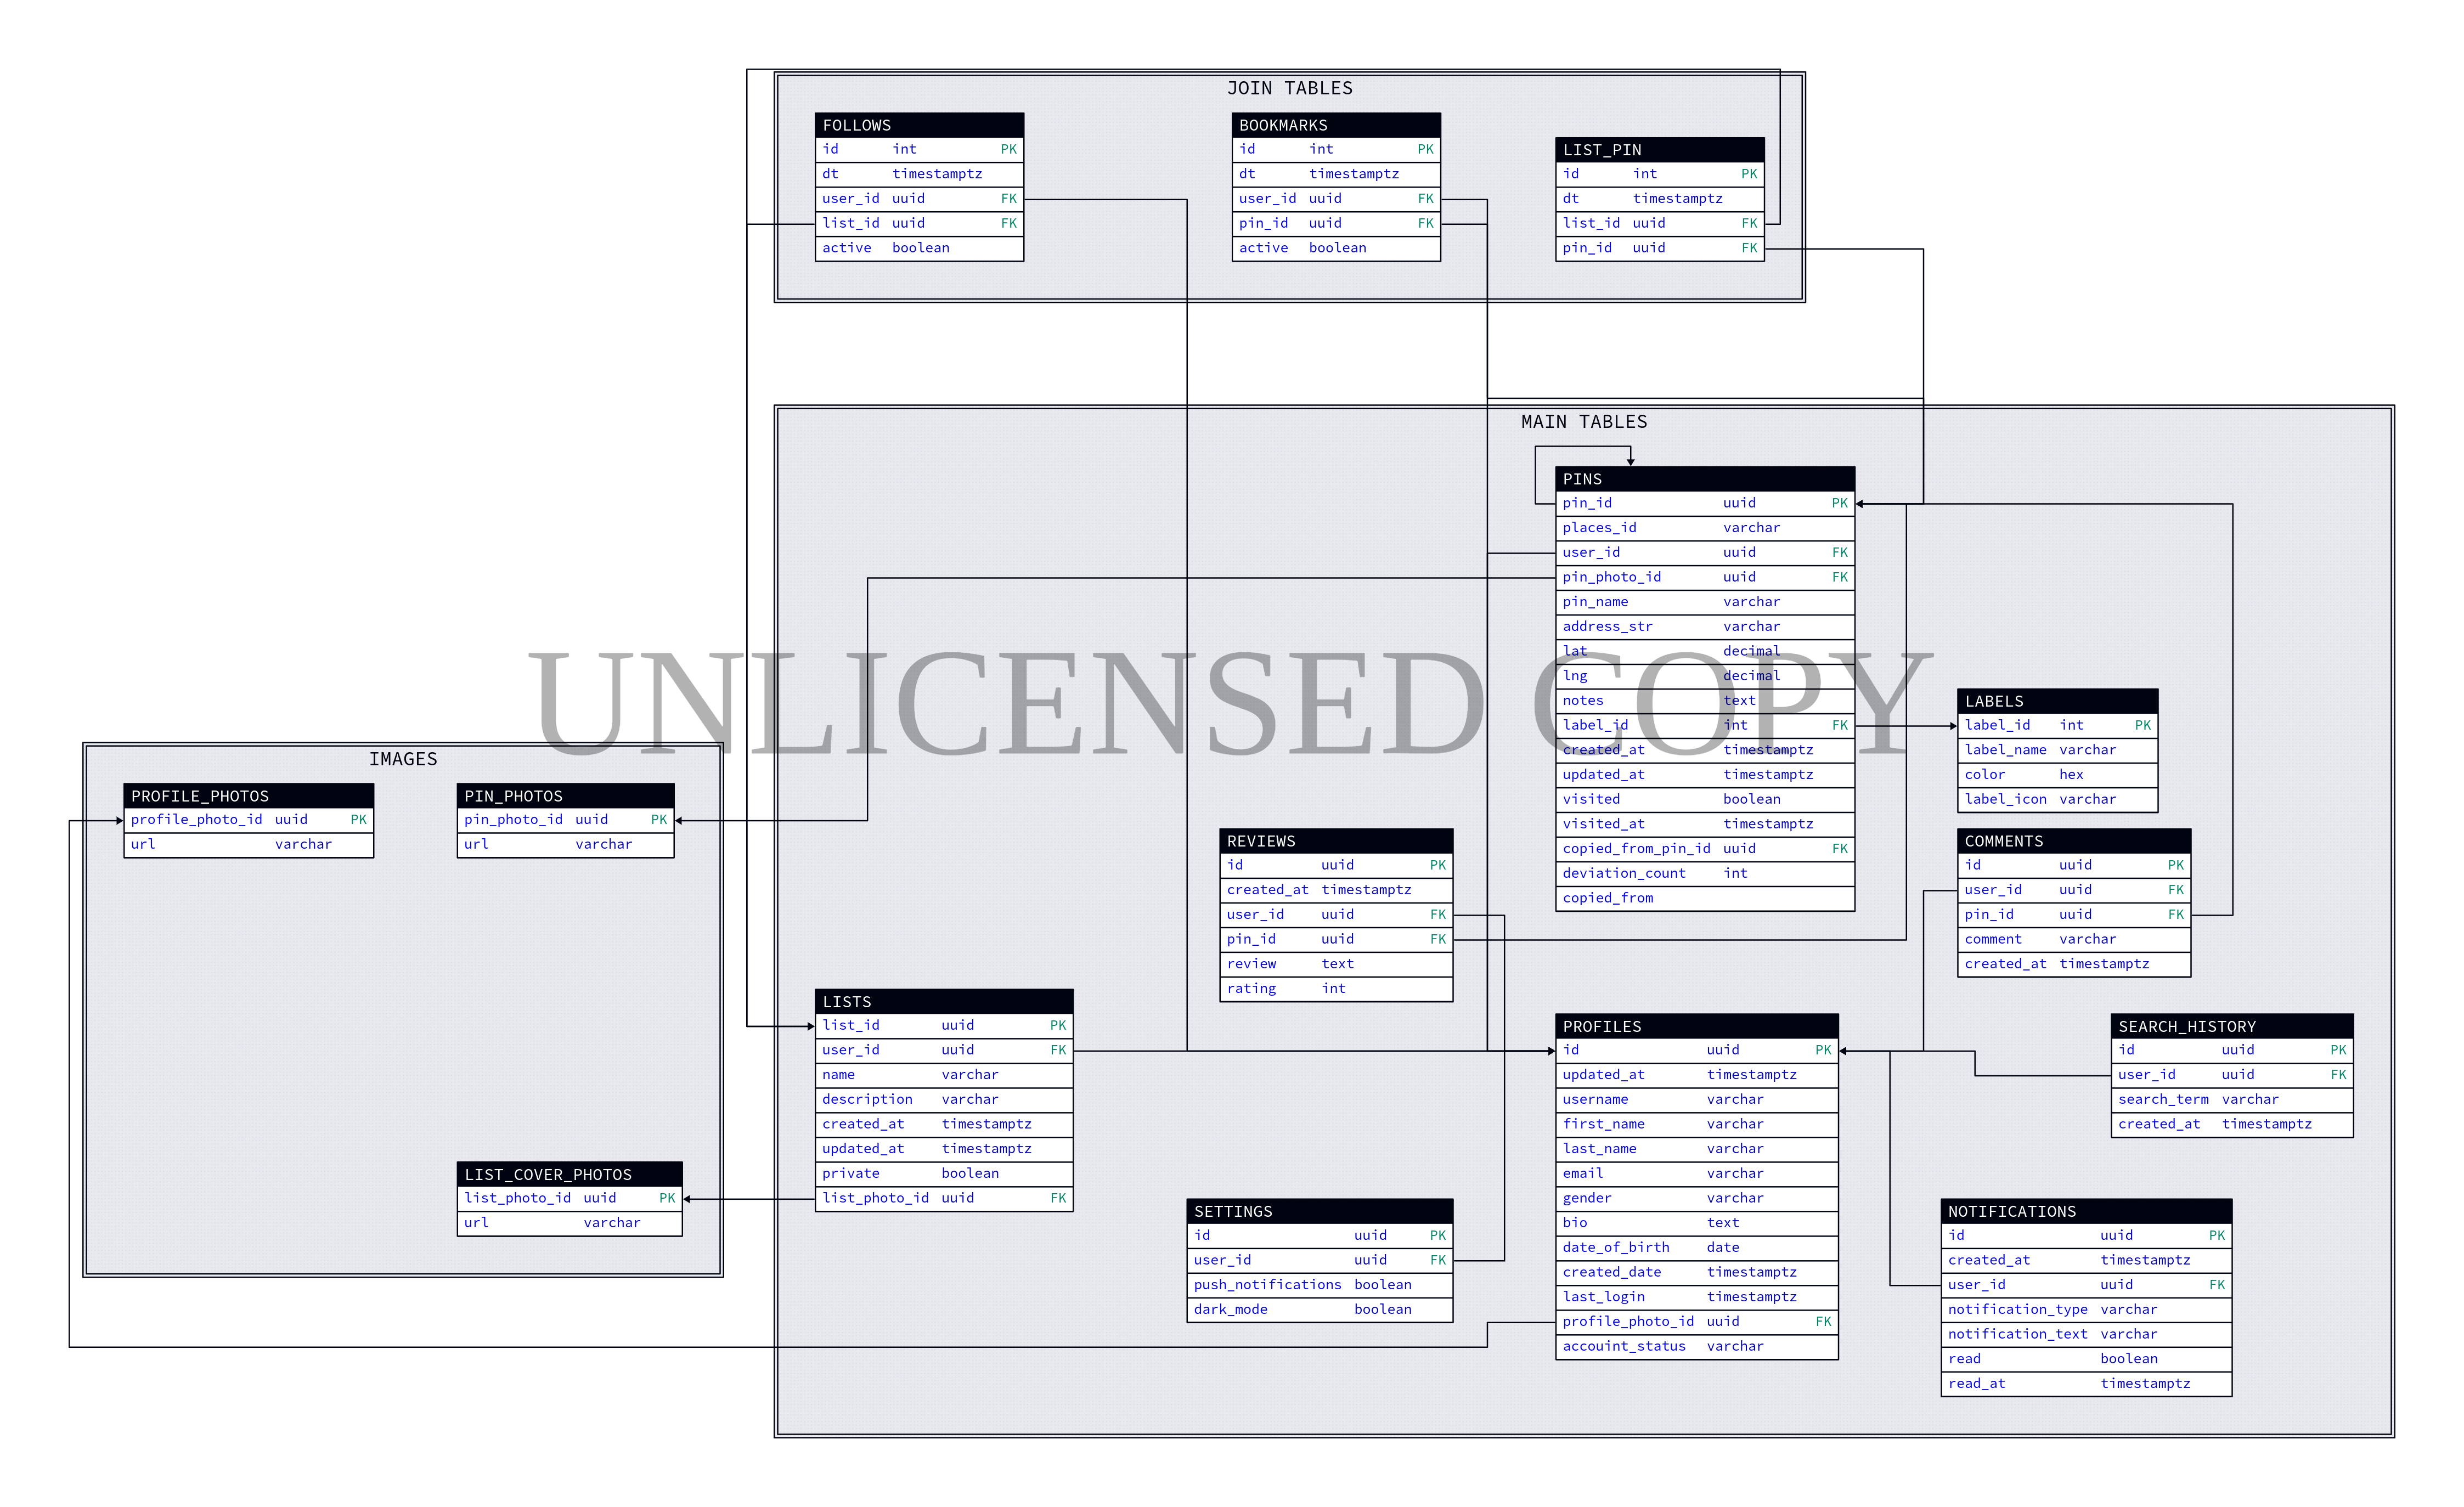 JOIN TABLES
FOLLOWS
id int PK
dt timestamptz
user_id uuid FK
list_id uuid FK
active boolean
BOOKMARKS
id int PK
dt timestamptz
user_id uuid FK
pin_id uuid FK
active boolean
LIST_PIN
id int PK
dt timestamptz
list_id uuid FK
pin_id uuid FK
MAIN TABLES
PINS
pin_id uuid PK
places_id varchar
user_id uuid FK
pin_photo_id uuid FK
pin_name varchar
address_str varchar
lat decimal
lng decimal
notes text
label_id int FK
created_at timestamptz
updated_at timestamptz
visited boolean
visited_at timestamptz
copied_from_pin_id uuid FK
deviation_count int
copied_from
UNLICENSED COPY
LABELS
label_id int PK
label_name varchar
color hex
label_icon varchar
IMAGES
PROFILE_PHOTOS
profile_photo_id uuid PK
url varchar
PIN_PHOTOS
pin_photo_id uuid PK
url varchar
LIST_COVER_PHOTOS
list_photo_id uuid PK
url varchar
REVIEWS
id uuid PK
created_at timestamptz
user_id uuid FK
pin_id uuid FK
review text
rating int
COMMENTS
id uuid PK
user_id uuid FK
pin_id uuid FK
comment varchar
created_at timestamptz
LISTS
list_id uuid PK
user_id uuid FK
name varchar
description varchar
created_at timestamptz
updated_at timestamptz
private boolean
list_photo_id uuid FK
PROFILES
id uuid PK
updated_at timestamptz
username varchar
first_name varchar
last_name varchar
email varchar
gender varchar
bio text
date_of_birth date
created_date timestamptz
last_login timestamptz
profile_photo_id uuid FK
accouint_status varchar
SEARCH_HISTORY
id uuid PK
user_id uuid FK
search_term varchar
created_at timestamptz
SETTINGS
id uuid PK
user_id uuid FK
push_notifications boolean
dark_mode boolean
NOTIFICATIONS
id uuid PK
created_at timestamptz
user_id uuid FK
notification_type varchar
notification_text varchar
read boolean
read_at timestamptz